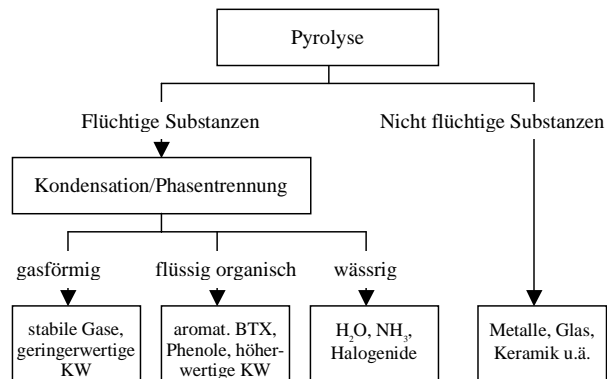 Pyrolyse
Flüchtige Substanzen
Nicht flüchtige Substanzen
Kondensation/Phasentrennung
gasförmig
flüssig organisch
wässrig
stabile Gase,
geringerwertige
KW
aromat. BTX,
Phenole, höher-
wertige KW
H₂O, NH₃,
Halogenide
Metalle, Glas,
Keramik u.ä.